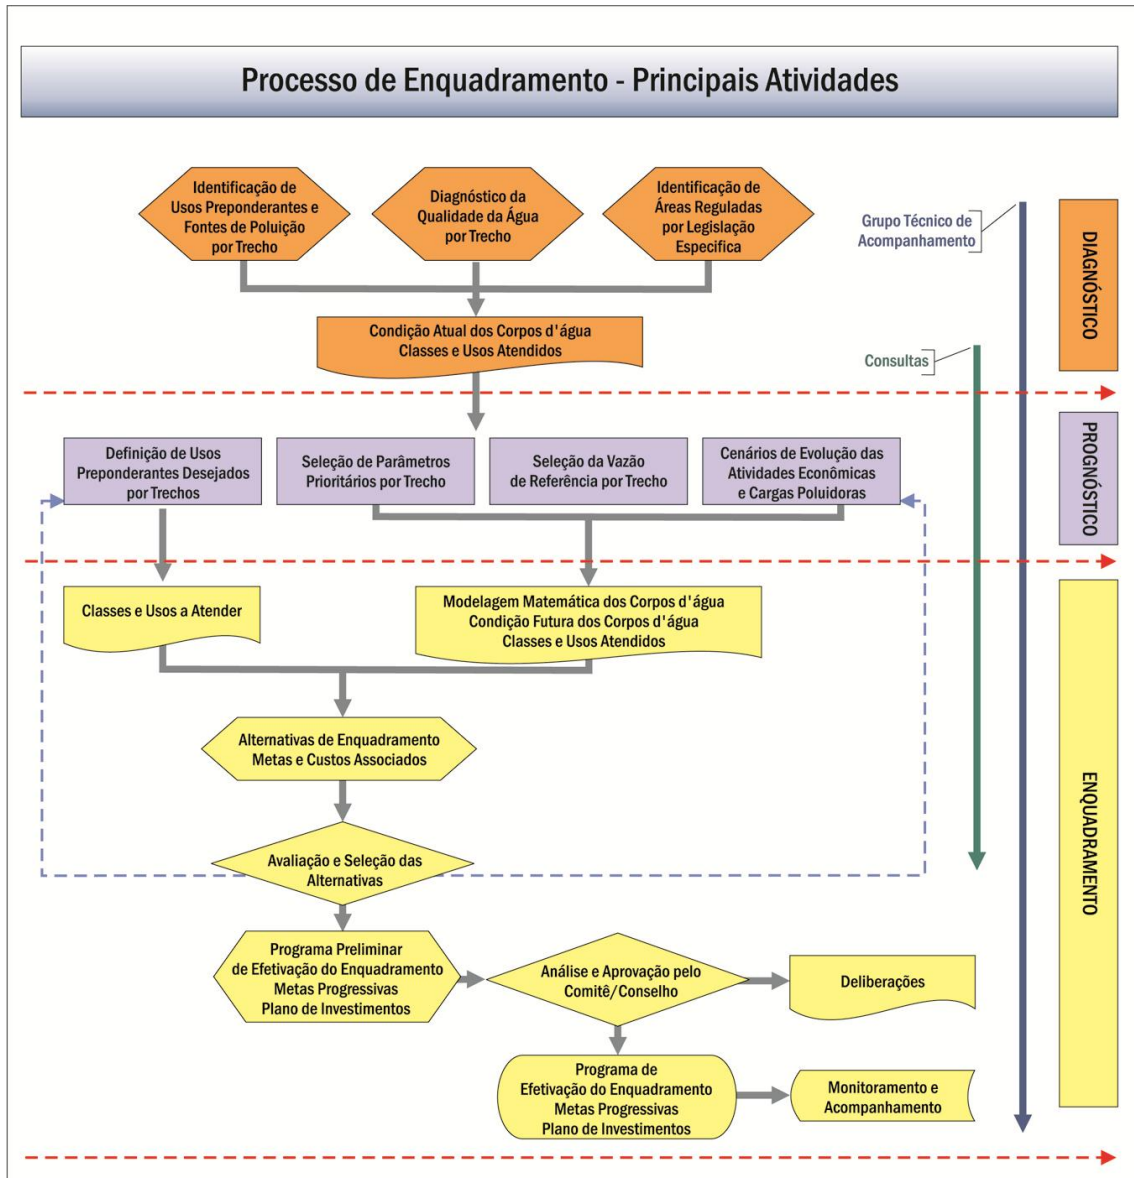 Processo de Enquadramento - Principais Atividades
Identificação de
Usos Preponderantes e
Fontes de Poluição
por Trecho
Diagnóstico da
Qualidade da Água
por Trecho
Identificação de
Áreas Reguladas
por Legislação
Especifica
Grupo Técnico de
Acompanhamento
DIAGNÓSTICO
Condição Atual dos Corpos d'água
Classes e Usos Atendidos
Consultas
Definição de Usos
Preponderantes Desejados
por Trechos
Seleção de Parâmetros
Prioritários por Trecho
Seleção da Vazão
de Referência por Trecho
Cenários de Evolução das
Atividades Econômicas
e Cargas Poluidoras
PROGNÓSTICO
Classes e Usos a Atender
Modelagem Matemática dos Corpos d'água
Condição Futura dos Corpos d'água
Classes e Usos Atendidos
Alternativas de Enquadramento
Metas e Custos Associados
ENQUADRAMENTO
Avaliação e Seleção das
Alternativas
Programa Preliminar
de Efetivação do Enquadramento
Metas Progressivas
Plano de Investimentos
Análise e Aprovação pelo
Comitê/Conselho
Deliberações
Programa de
Efetivação do Enquadramento
Metas Progressivas
Plano de Investimentos
Monitoramento e
Acompanhamento